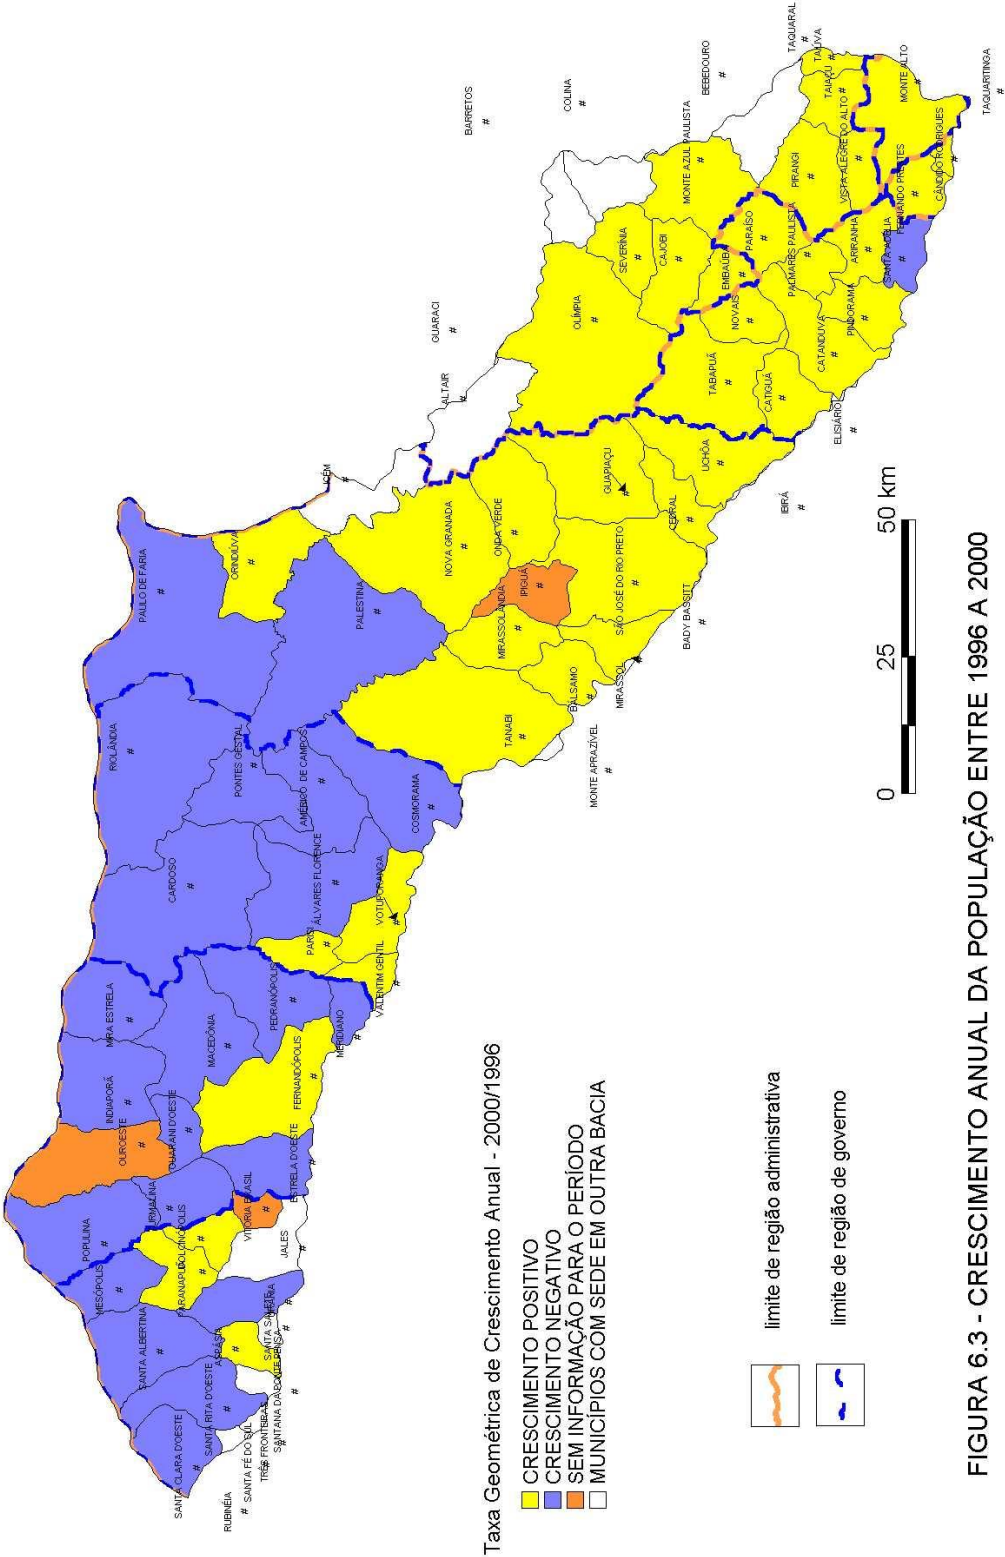 RUBINÉIA
SANTA FÉ DO SUL
TRÊS FRONTEIRAS
SANTANA DA PONTE PENSA
SANTA CLARA D'OESTE
SANTA RITA D'OESTE
SANTA ALBERTINA
ASPÁSIA
MESÓPOLIS
PARANAPUÃ
POPULINA
JALES
VITORIA BRASIL
OUROESTE
GUARANI D'OESTE
ESTRELA D'OESTE
INDIAPORÃ
FERNANDÓPOLIS
MACEDÔNIA
MIRA ESTRELA
PEDRANÓPOLIS
MERIDIANO
VALENTIM GENTIL
PARISI
VOTUPORANGA
ÁLVARES FLORENCE
CARDOSO
COSMORAMA
AMÉRICO DE CAMPOS
PONTES GESTAL
RIOLÂNDIA
PAULO DE FARIA
PALESTINA
ORINDIÚVA
ICÉM
TANABI
MONTE APRAZÍVEL
BÁLSAMO
MIRASSOL
MIRASSOLÂNDIA
IPIGUÁ
NOVA GRANADA
ONDA VERDE
SÃO JOSÉ DO RIO PRETO
BADY BASSITT
GUAPIAÇU
CEDRAL
UCHÔA
IBIRÁ
ALTAIR
GUARACI
OLÍMPIA
TABAPUÃ
CATIGUÁ
ELISIÁRIO
CATANDUVA
PINDORAMA
NOVAIS
EMBAÚBA
PARAÍSO
PALMARES PAULISTA
ARIRANHA
SANTA ADÉLIA
FERNANDO PRESTES
CÂNDIDO RODRIGUES
SEVERÍNIA
CAJOBI
MONTE AZUL PAULISTA
PIRANGI
VISTA ALEGRE DO ALTO
TAIAÇU
TAIÚVA
TAQUARAL
MONTE ALTO
TAQUARITINGA
BARRETOS
COLINA
BEBEDOURO
Taxa Geométrica de Crescimento Anual - 2000/1996
CRESCIMENTO POSITIVO
CRESCIMENTO NEGATIVO
SEM INFORMAÇÃO PARA O PERÍODO
MUNICÍPIOS COM SEDE EM OUTRA BACIA
limite de região administrativa
limite de região de governo
0 25 50 km
FIGURA 6.3 - CRESCIMENTO ANUAL DA POPULAÇÃO ENTRE 1996 A 2000